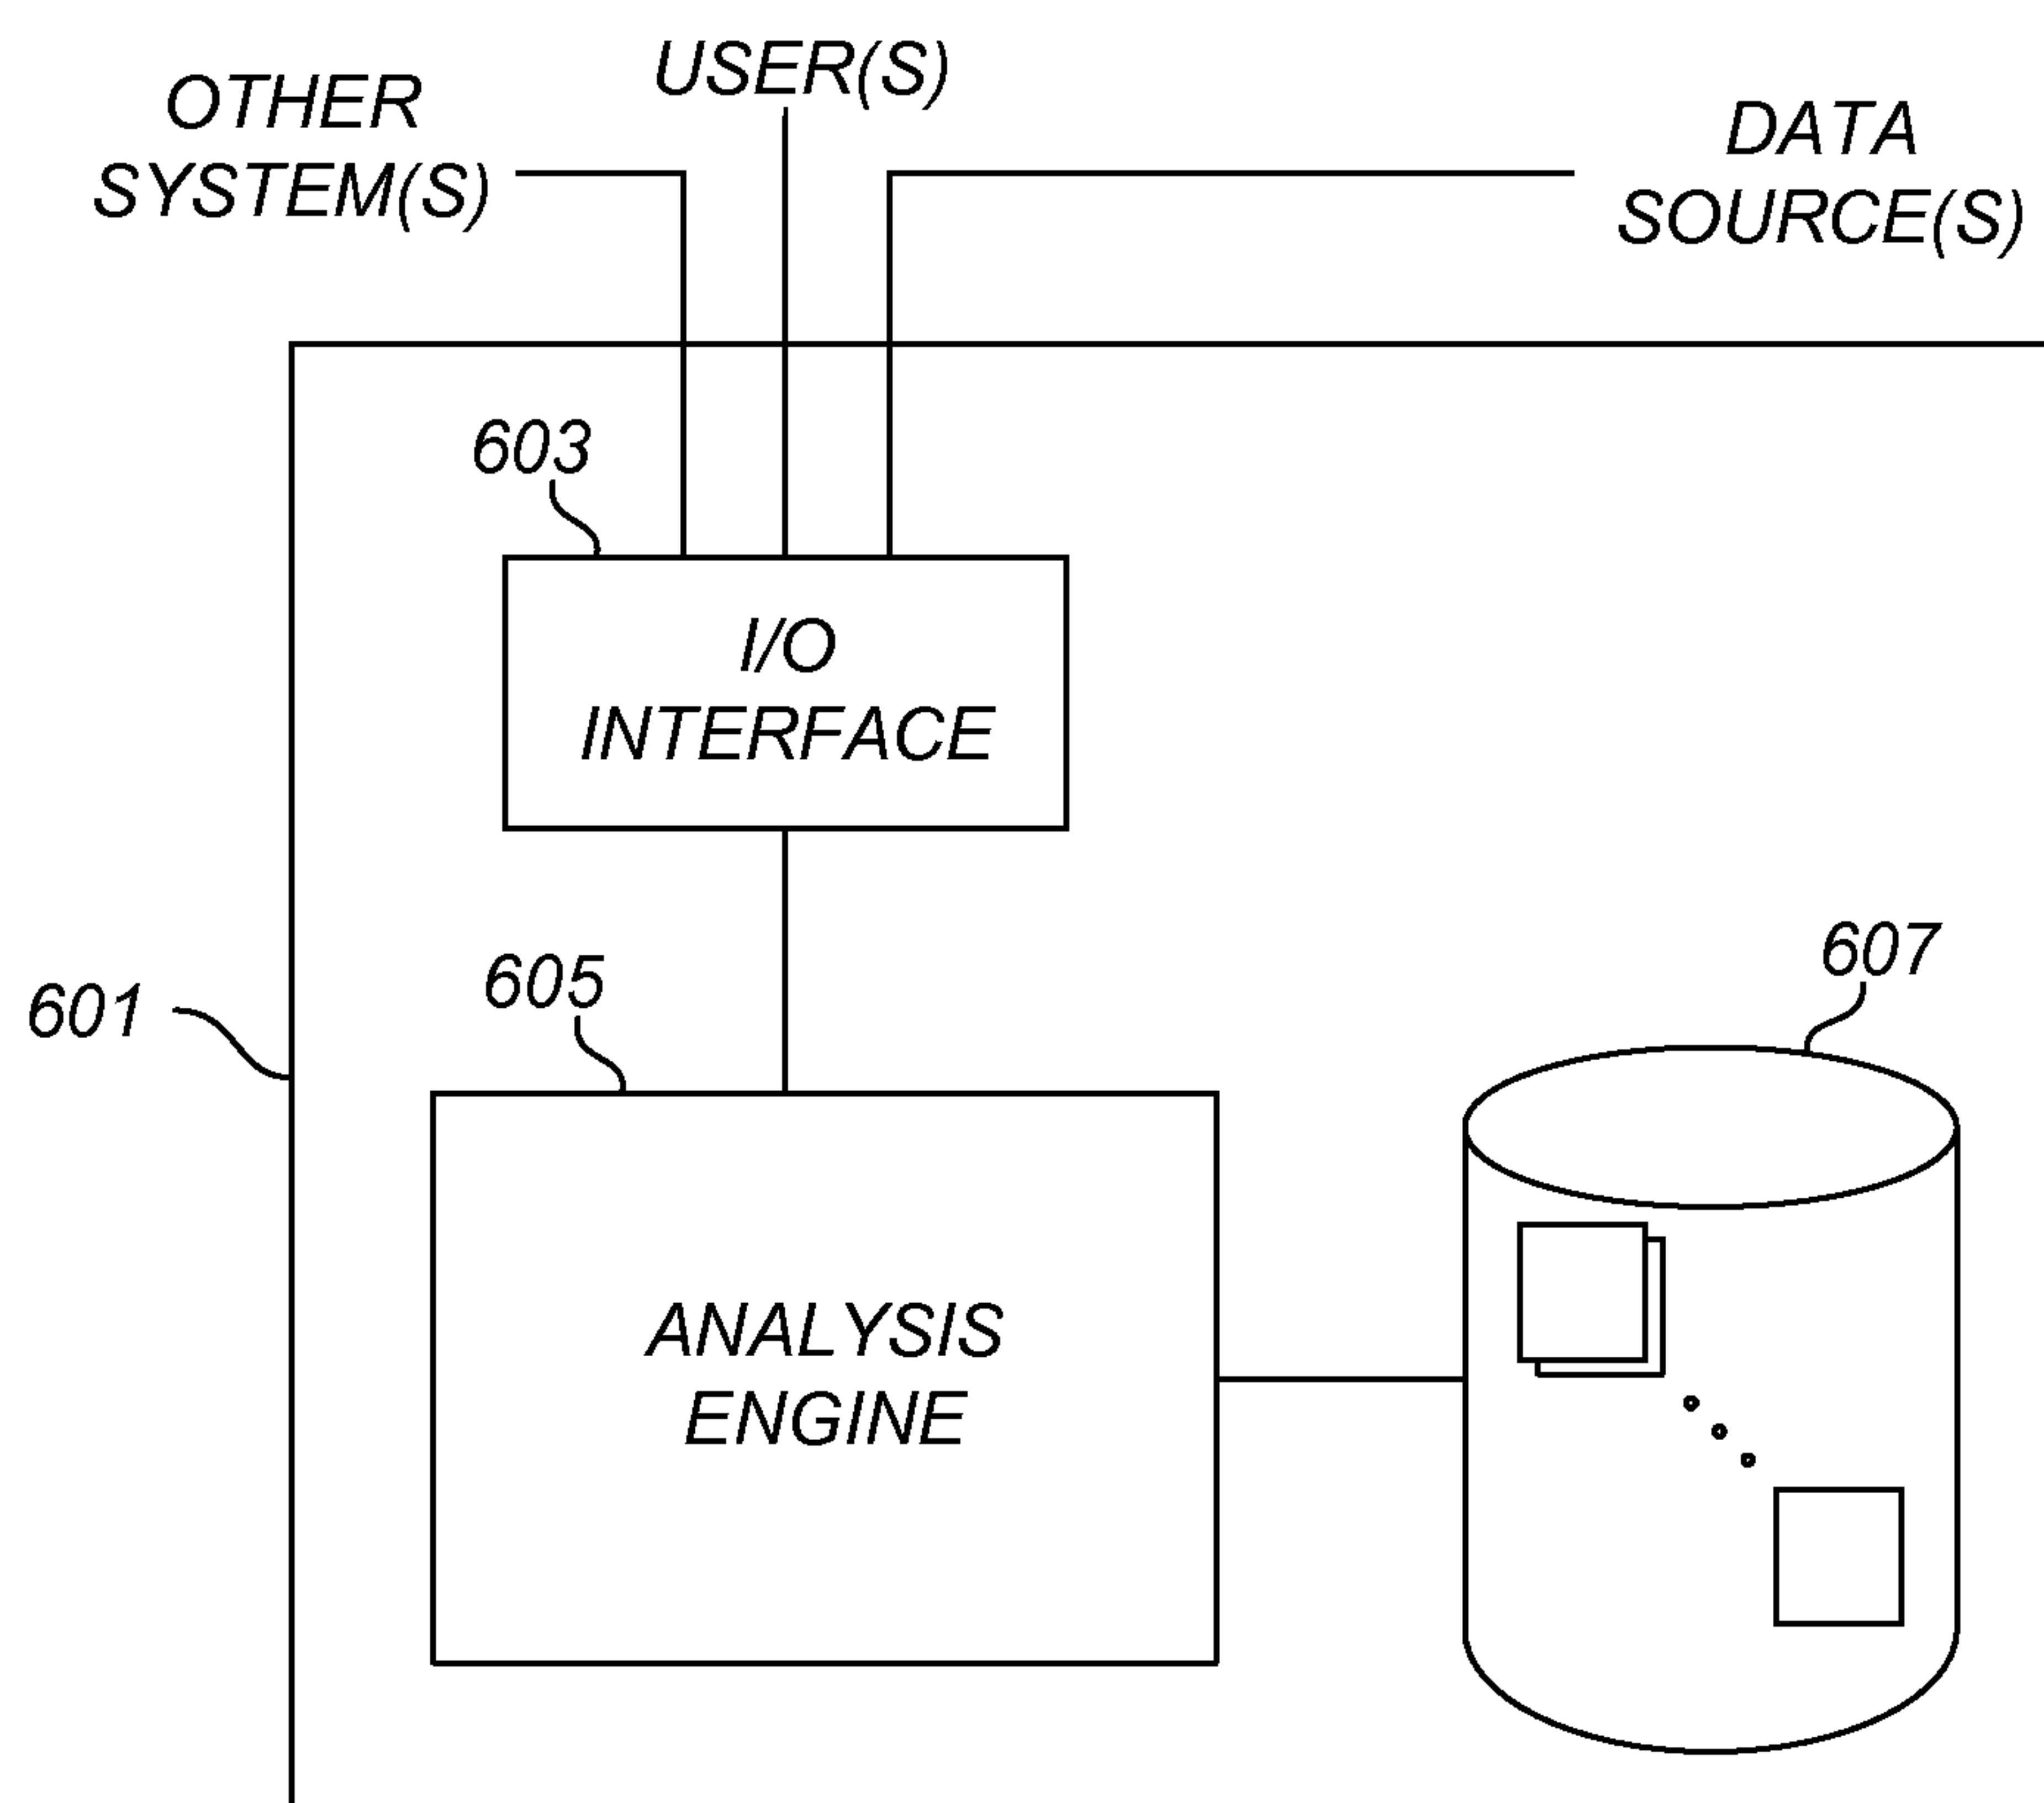 OTHER
SYSTEM(S)
USER(S)
DATA
SOURCE(S)
603
I/O
INTERFACE
605
607
601
ANALYSIS
ENGINE